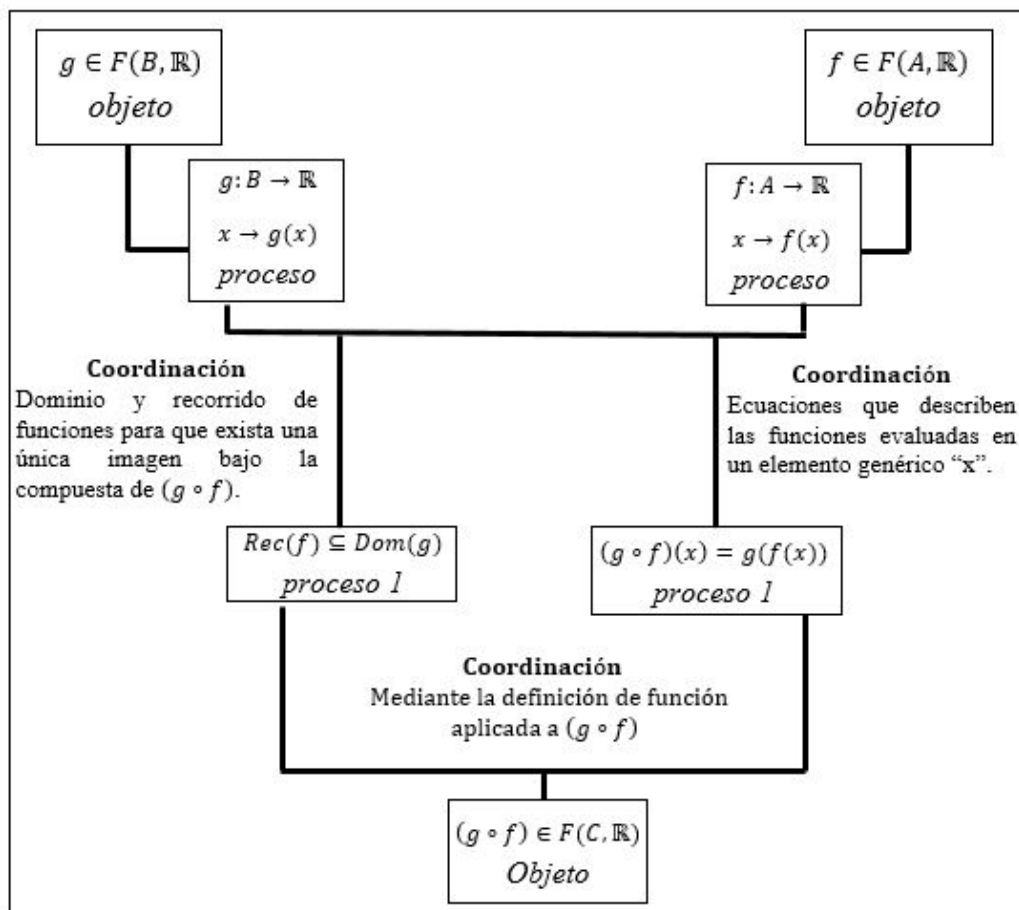 g ∈ F(B, ℝ)
objeto
f ∈ F(A, ℝ)
objeto
g: B → ℝ
x → g(x)
proceso
f: A → ℝ
x → f(x)
proceso
Coordinación
Dominio y recorrido de
funciones para que exista una
única imagen bajo la
compuesta de (g ∘ f).
Coordinación
Ecuaciones que describen
las funciones evaluadas en
un elemento genérico “x”.
Rec(f) ⊆ Dom(g)
proceso 1
(g ∘ f)(x) = g(f(x))
proceso 1
Coordinación
Mediante la definición de función
aplicada a (g ∘ f)
(g ∘ f) ∈ F(C, ℝ)
Objeto